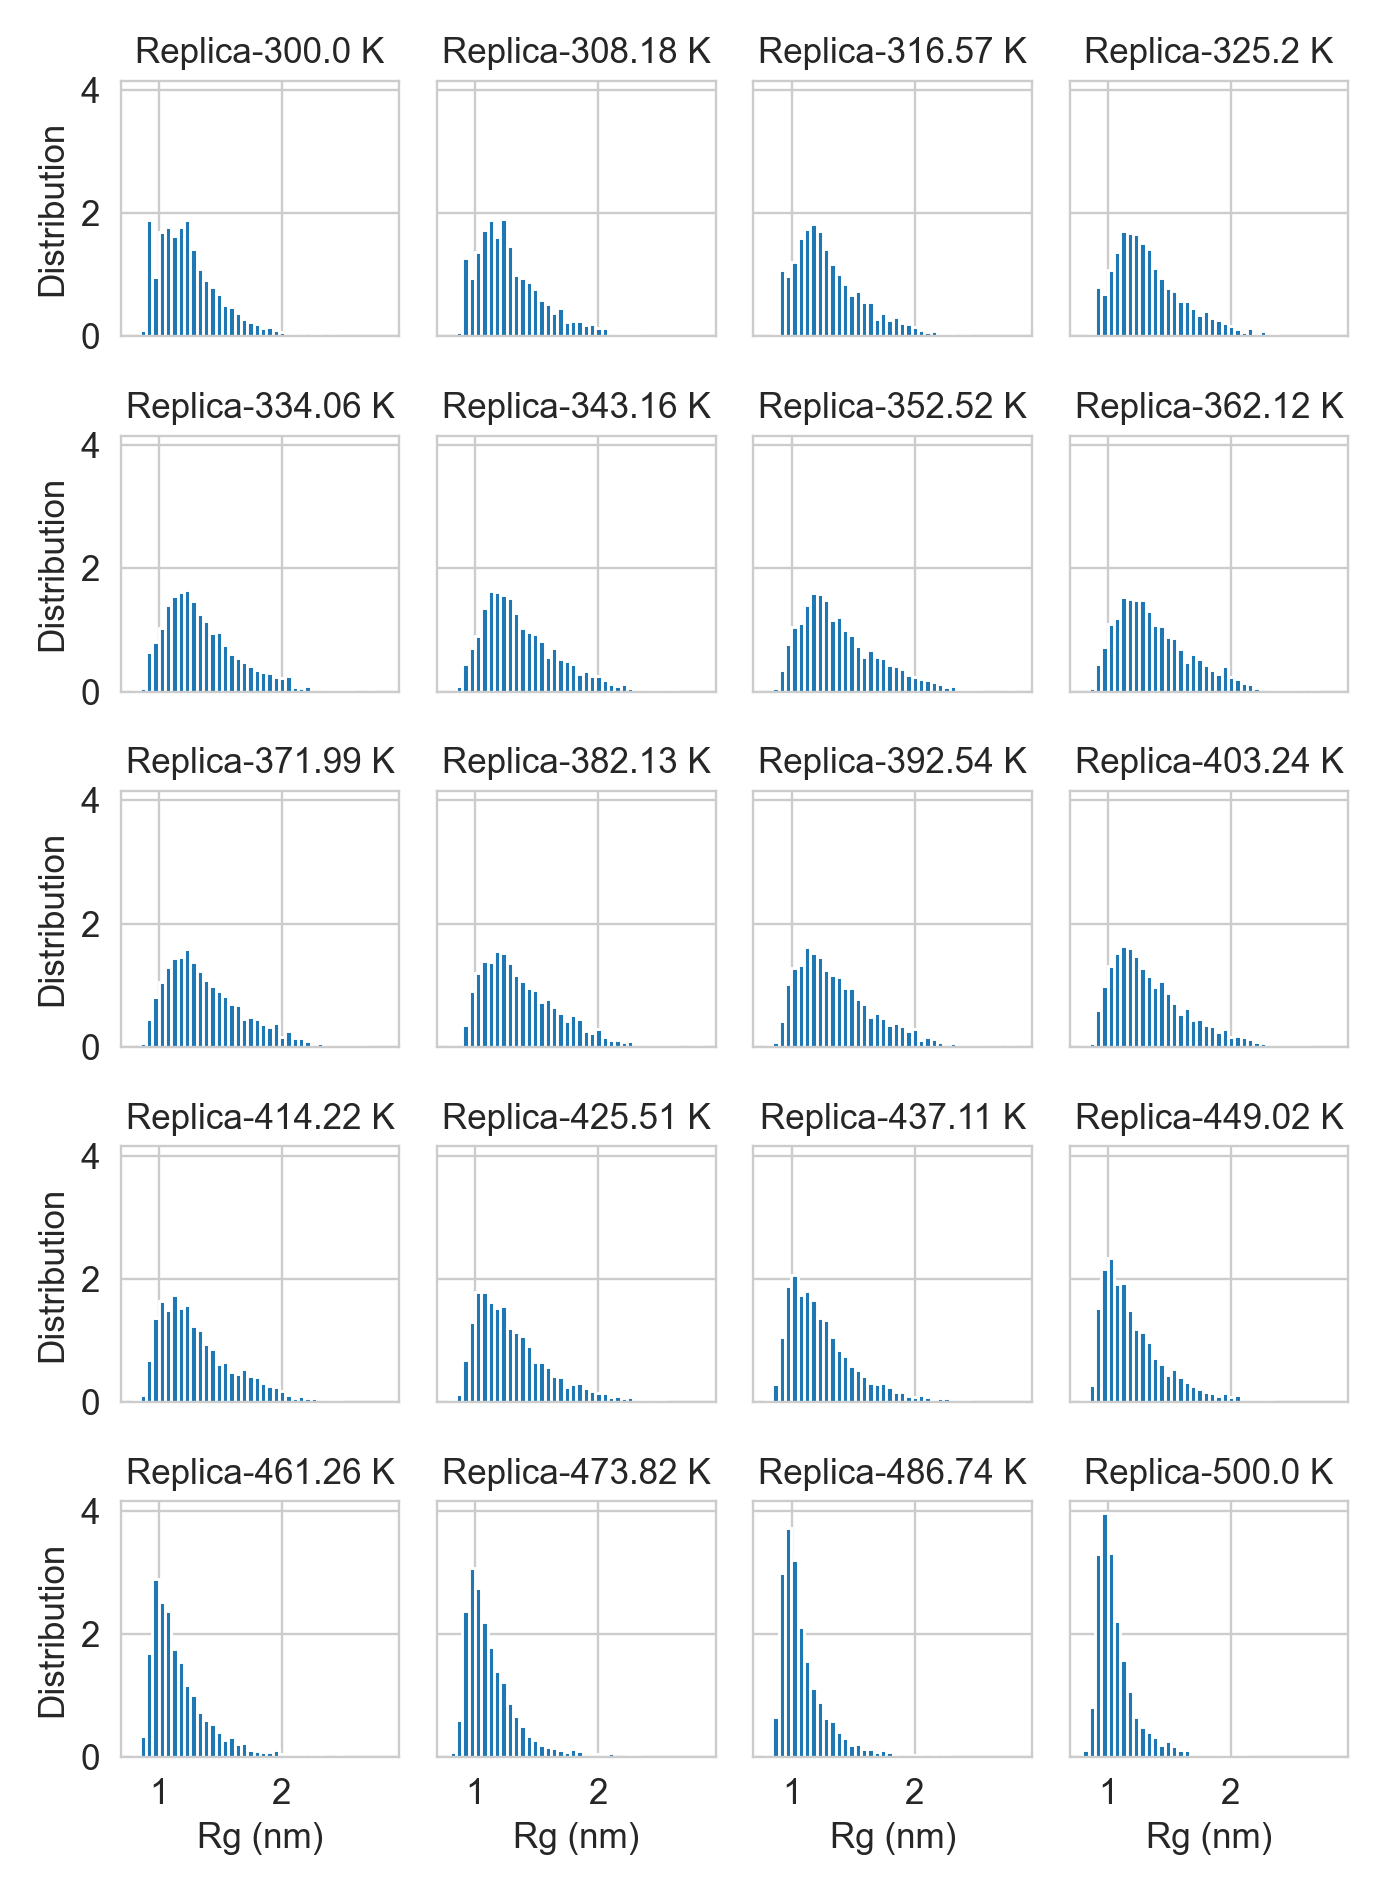 Replica-300.0 K Replica-308.18 K Replica-316.57 K Replica-325.2 K
4
2
0
Distribution
Replica-334.06 K Replica-343.16 K Replica-352.52 K Replica-362.12 K
4
2
0
Distribution
Replica-371.99 K Replica-382.13 K Replica-392.54 K Replica-403.24 K
4
2
0
Distribution
Replica-414.22 K Replica-425.51 K Replica-437.11 K Replica-449.02 K
4
2
0
Distribution
Replica-461.26 K Replica-473.82 K Replica-486.74 K Replica-500.0 K
4
2
0
Distribution
1 2 1 2 1 2 1 2
Rg (nm) Rg (nm) Rg (nm) Rg (nm)